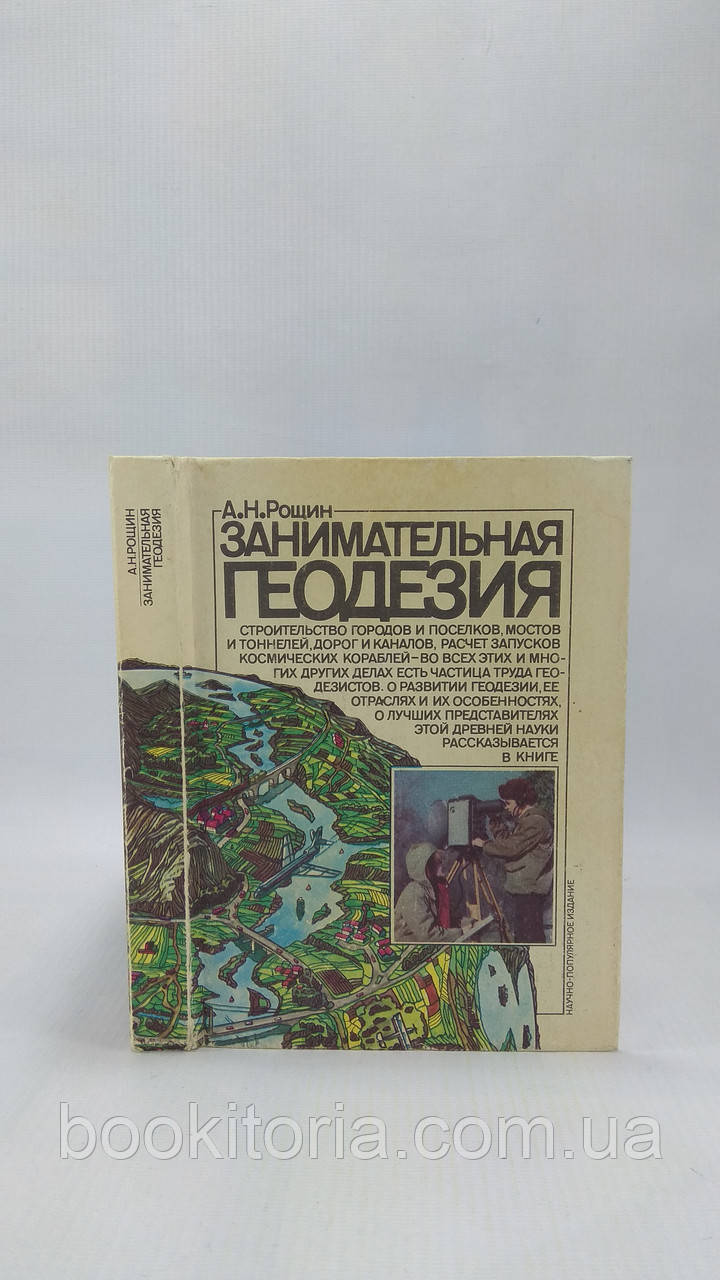 А.Н.РОЩИН
ЗАНИМАТЕЛЬНАЯ
ГЕОДЕЗИЯ
А.Н.РОЩИН
ЗАНИМАТЕЛЬНАЯ
ГЕОДЕЗИЯ
СТРОИТЕЛЬСТВО ГОРОДОВ И ПОСЕЛКОВ, МОСТОВ
И ТОННЕЛЕЙ, ДОРОГ И КАНАЛОВ, РАСЧЕТ ЗАПУСКОВ
КОСМИЧЕСКИХ КОРАБЛЕЙ–ВО ВСЕХ ЭТИХ И МНО-
ГИХ ДРУГИХ ДЕЛАХ ЕСТЬ ЧАСТИЦА ТРУДА ГЕО-
ДЕЗИСТОВ. О РАЗВИТИИ ГЕОДЕЗИИ, ЕЕ
ОТРАСЛЯХ И ИХ ОСОБЕННОСТЯХ,
О ЛУЧШИХ ПРЕДСТАВИТЕЛЯХ
ЭТОЙ ДРЕВНЕЙ НАУКИ
РАССКАЗЫВАЕТСЯ
В КНИГЕ
НАУЧНО-ПОПУЛЯРНОЕ ИЗДАНИЕ
bookitoria.com.ua